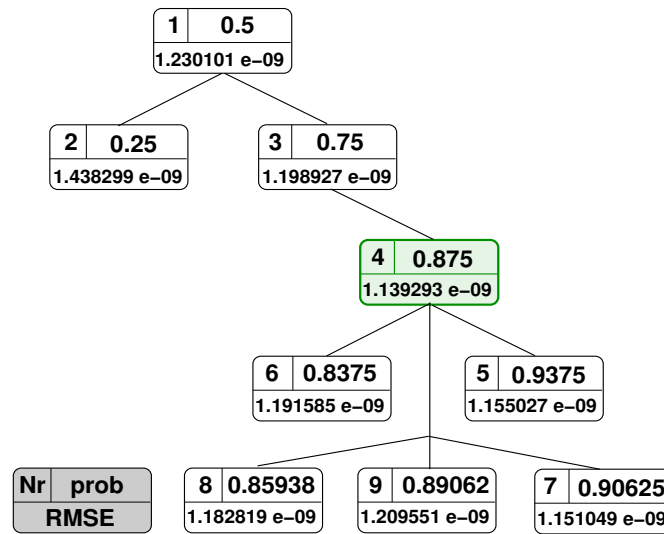 1 0.5
1.230101 e−09
2 0.25
1.438299 e−09
3 0.75
1.198927 e−09
4 0.875
1.139293 e−09
6 0.8375
1.191585 e−09
5 0.9375
1.155027 e−09
Nr prob
RMSE
8 0.85938
1.182819 e−09
9 0.89062
1.209551 e−09
7 0.90625
1.151049 e−09